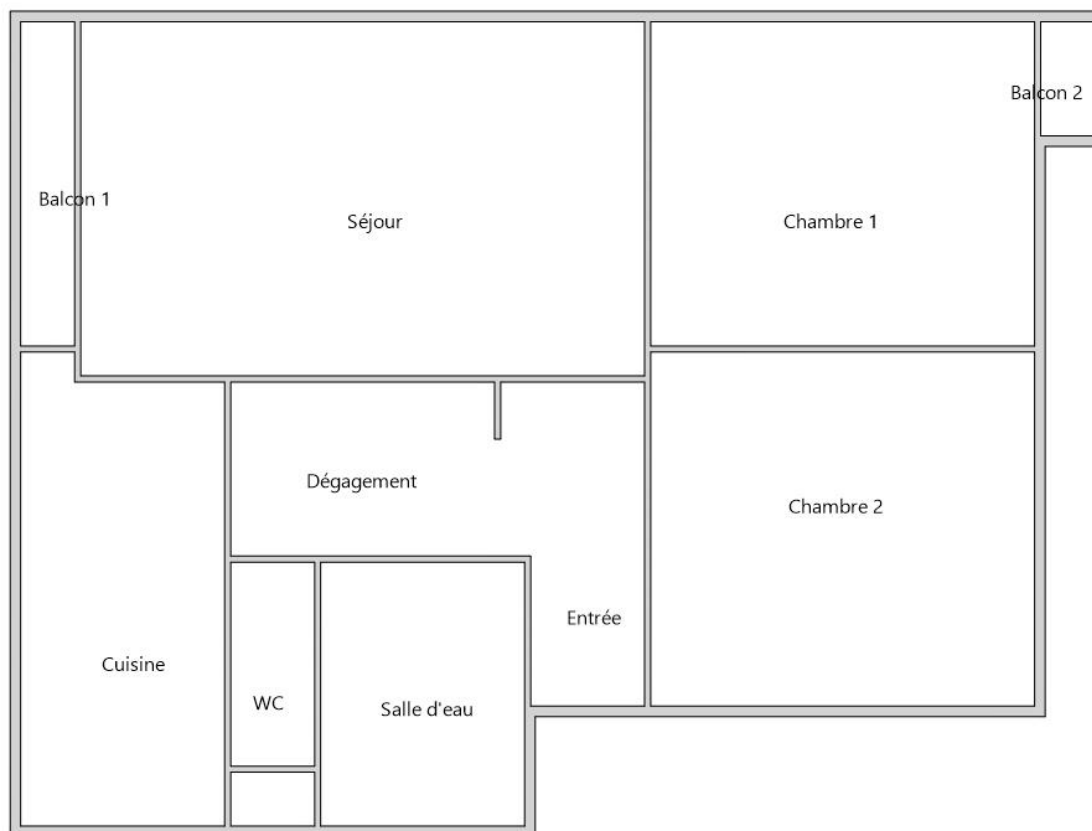 Balcon 2
Balcon 1
Séjour
Chambre 1
Dégagement
Chambre 2
Entrée
Cuisine
WC
Salle d'eau